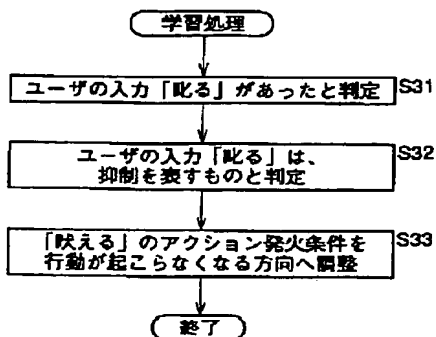 学習処理
ユーザの入力「叱る」があったと判定 S31
ユーザの入力「叱る」は、 S32
抑制を表すものと判定
「吠える」のアクション発火条件を S33
行動が起こらなくなる方向へ調整
終了